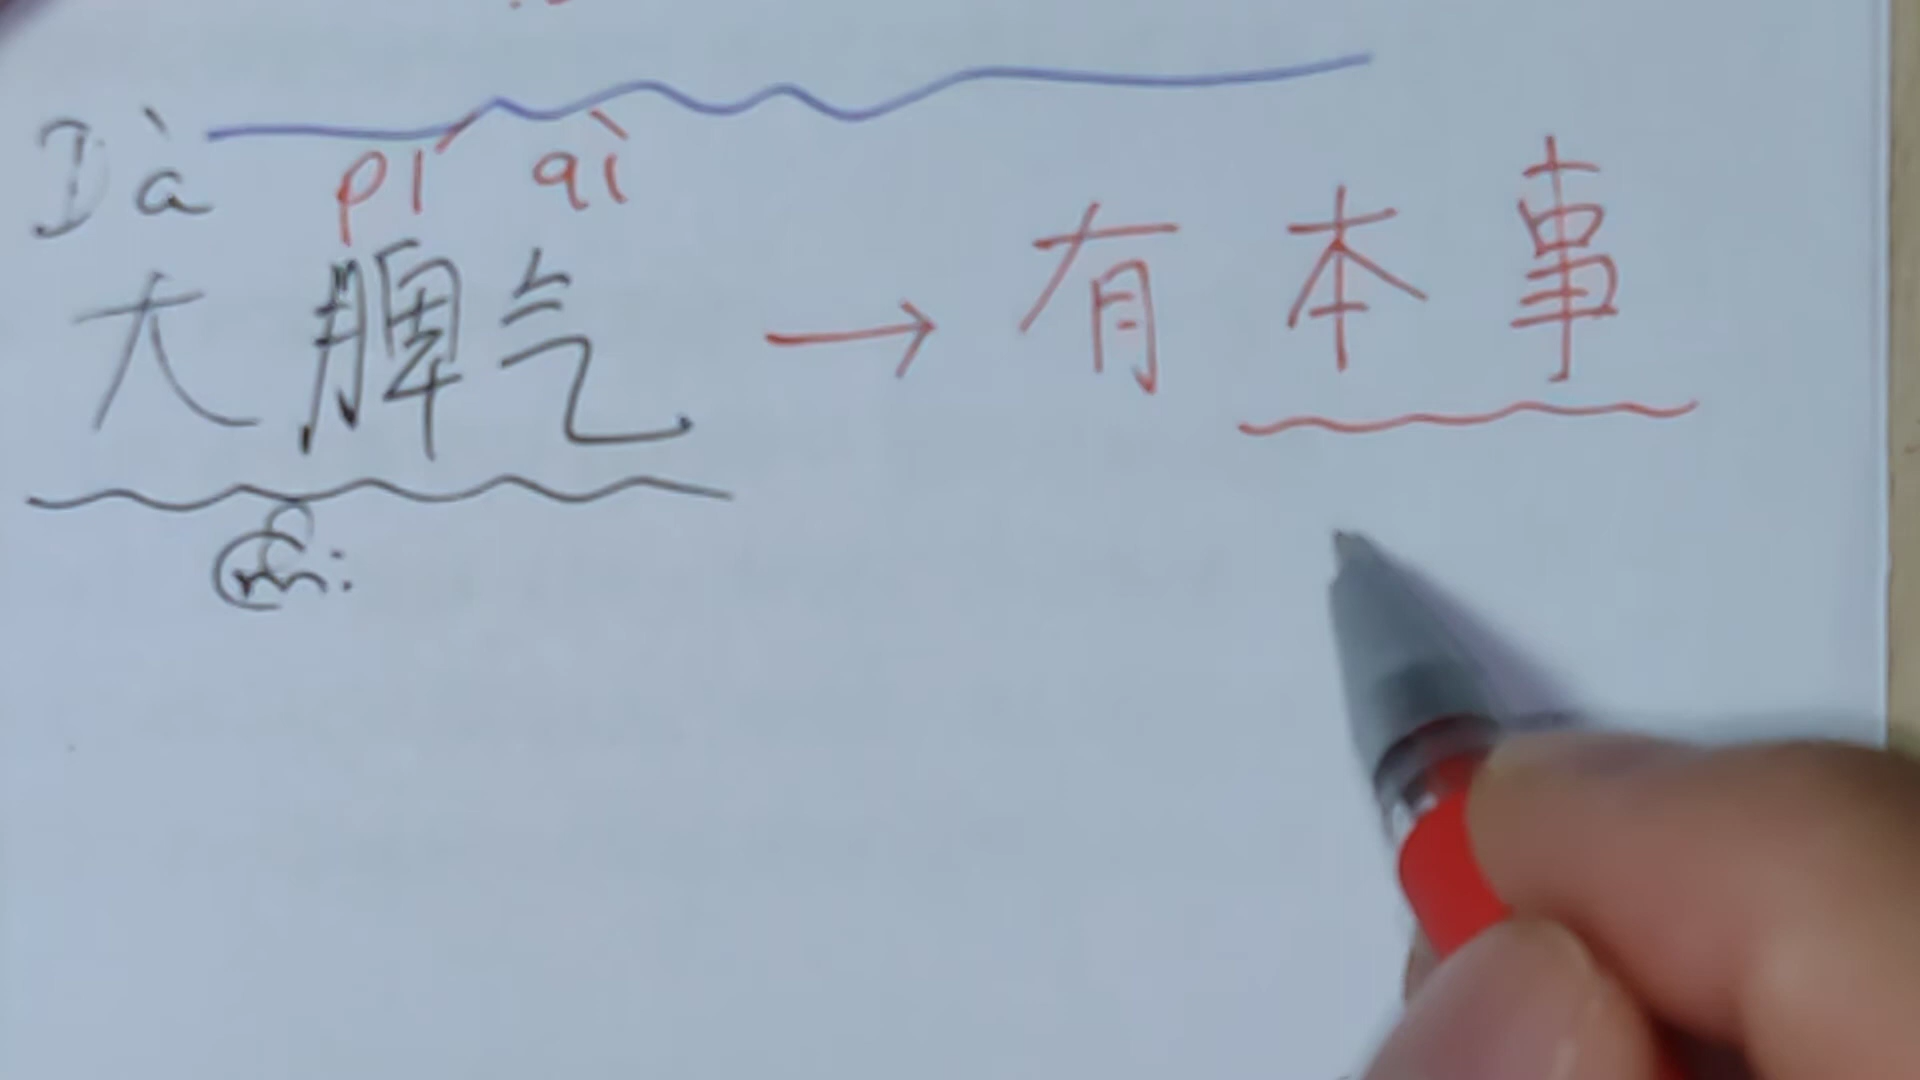 Dà pí qì
大脾气 → 有本事